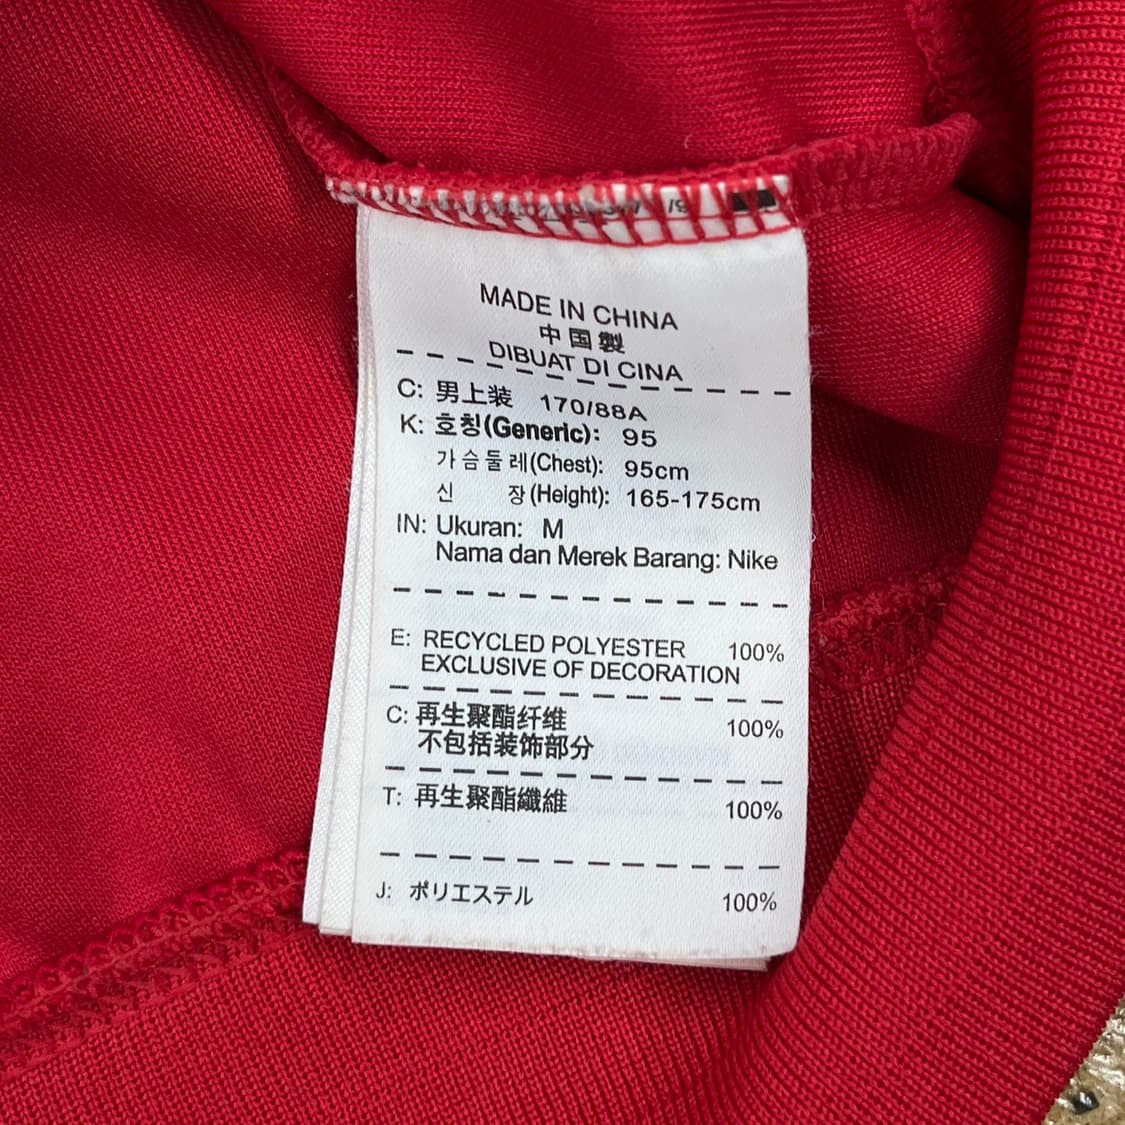 MADE IN CHINA
中国製
DIBUAT DI CINA
C: 男上装 170/88A
K: 호칭(Generic): 95
가슴둘레(Chest): 95cm
신 장(Height): 165-175cm
IN: Ukuran: M
Nama dan Merek Barang: Nike
E: RECYCLED POLYESTER 100%
EXCLUSIVE OF DECORATION
C: 再生聚酯纤维 100%
不包括装饰部分
T: 再生聚酯纖維 100%
J: ポリエステル 100%